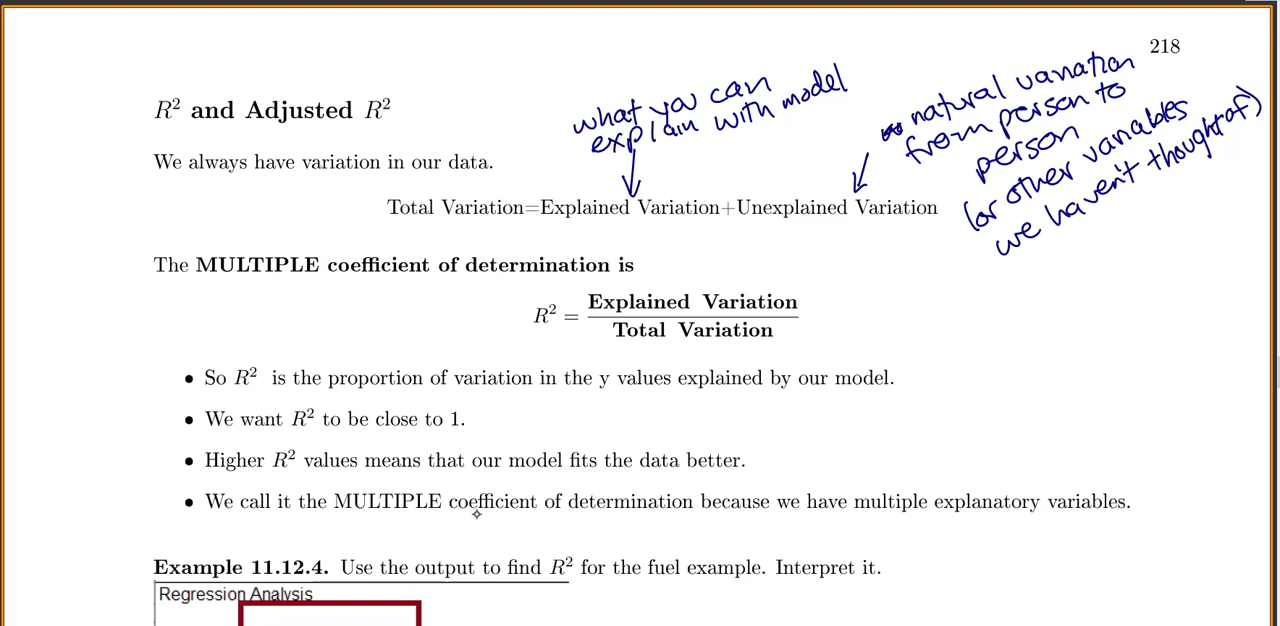 218
R² and Adjusted R²
what you can
explain with model
natural variation
from person to
person
(or other variables
we haven't thought of)
We always have variation in our data.
Total Variation=Explained Variation+Unexplained Variation
The MULTIPLE coefficient of determination is
R² = Explained Variation
Total Variation
• So R² is the proportion of variation in the y values explained by our model.
• We want R² to be close to 1.
• Higher R² values means that our model fits the data better.
• We call it the MULTIPLE coefficient of determination because we have multiple explanatory variables.
Example 11.12.4. Use the output to find R² for the fuel example. Interpret it.
Regression Analysis